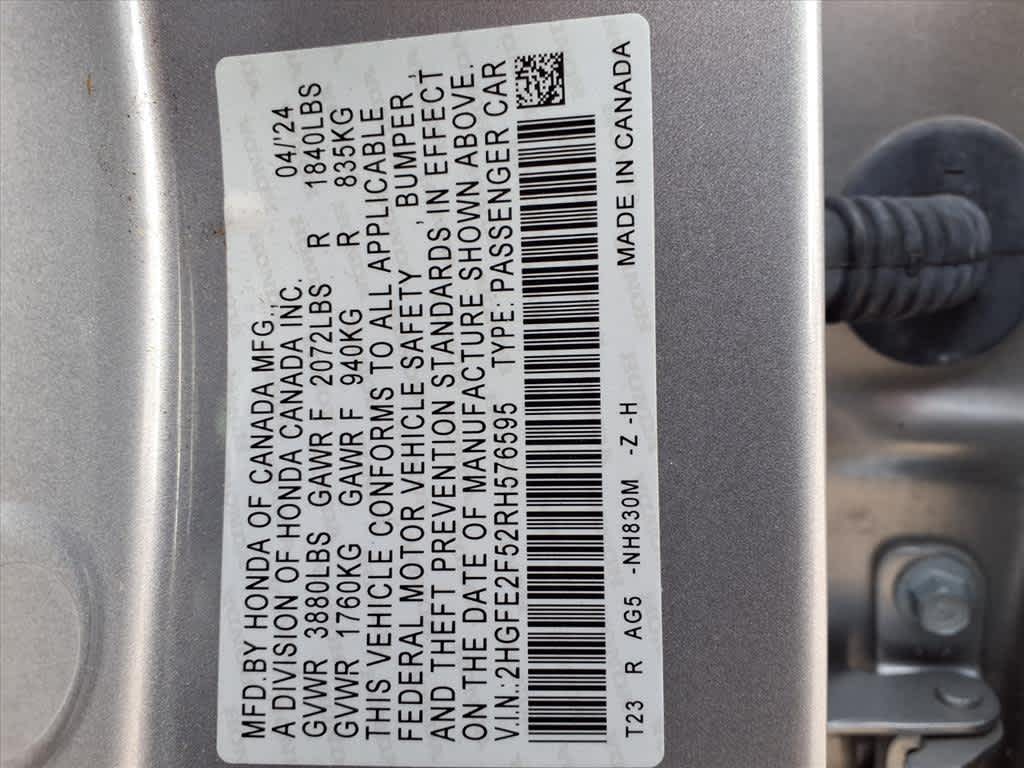 MFD.BY HONDA OF CANADA MFG., 04/'24
A DIVISION OF HONDA CANADA INC.
GVWR 3880LBS GAWR F 2072LBS R 1840LBS
GVWR 1760KG GAWR F 940KG R 835KG
THIS VEHICLE CONFORMS TO ALL APPLICABLE
FEDERAL MOTOR VEHICLE SAFETY, BUMPER,
AND THEFT PREVENTION STANDARDS IN EFFECT
ON THE DATE OF MANUFACTURE SHOWN ABOVE.
V.I.N.:2HGFE2F52RH576595 TYPE: PASSENGER CAR
T23 R AG5 -NH830M -Z -H MADE IN CANADA